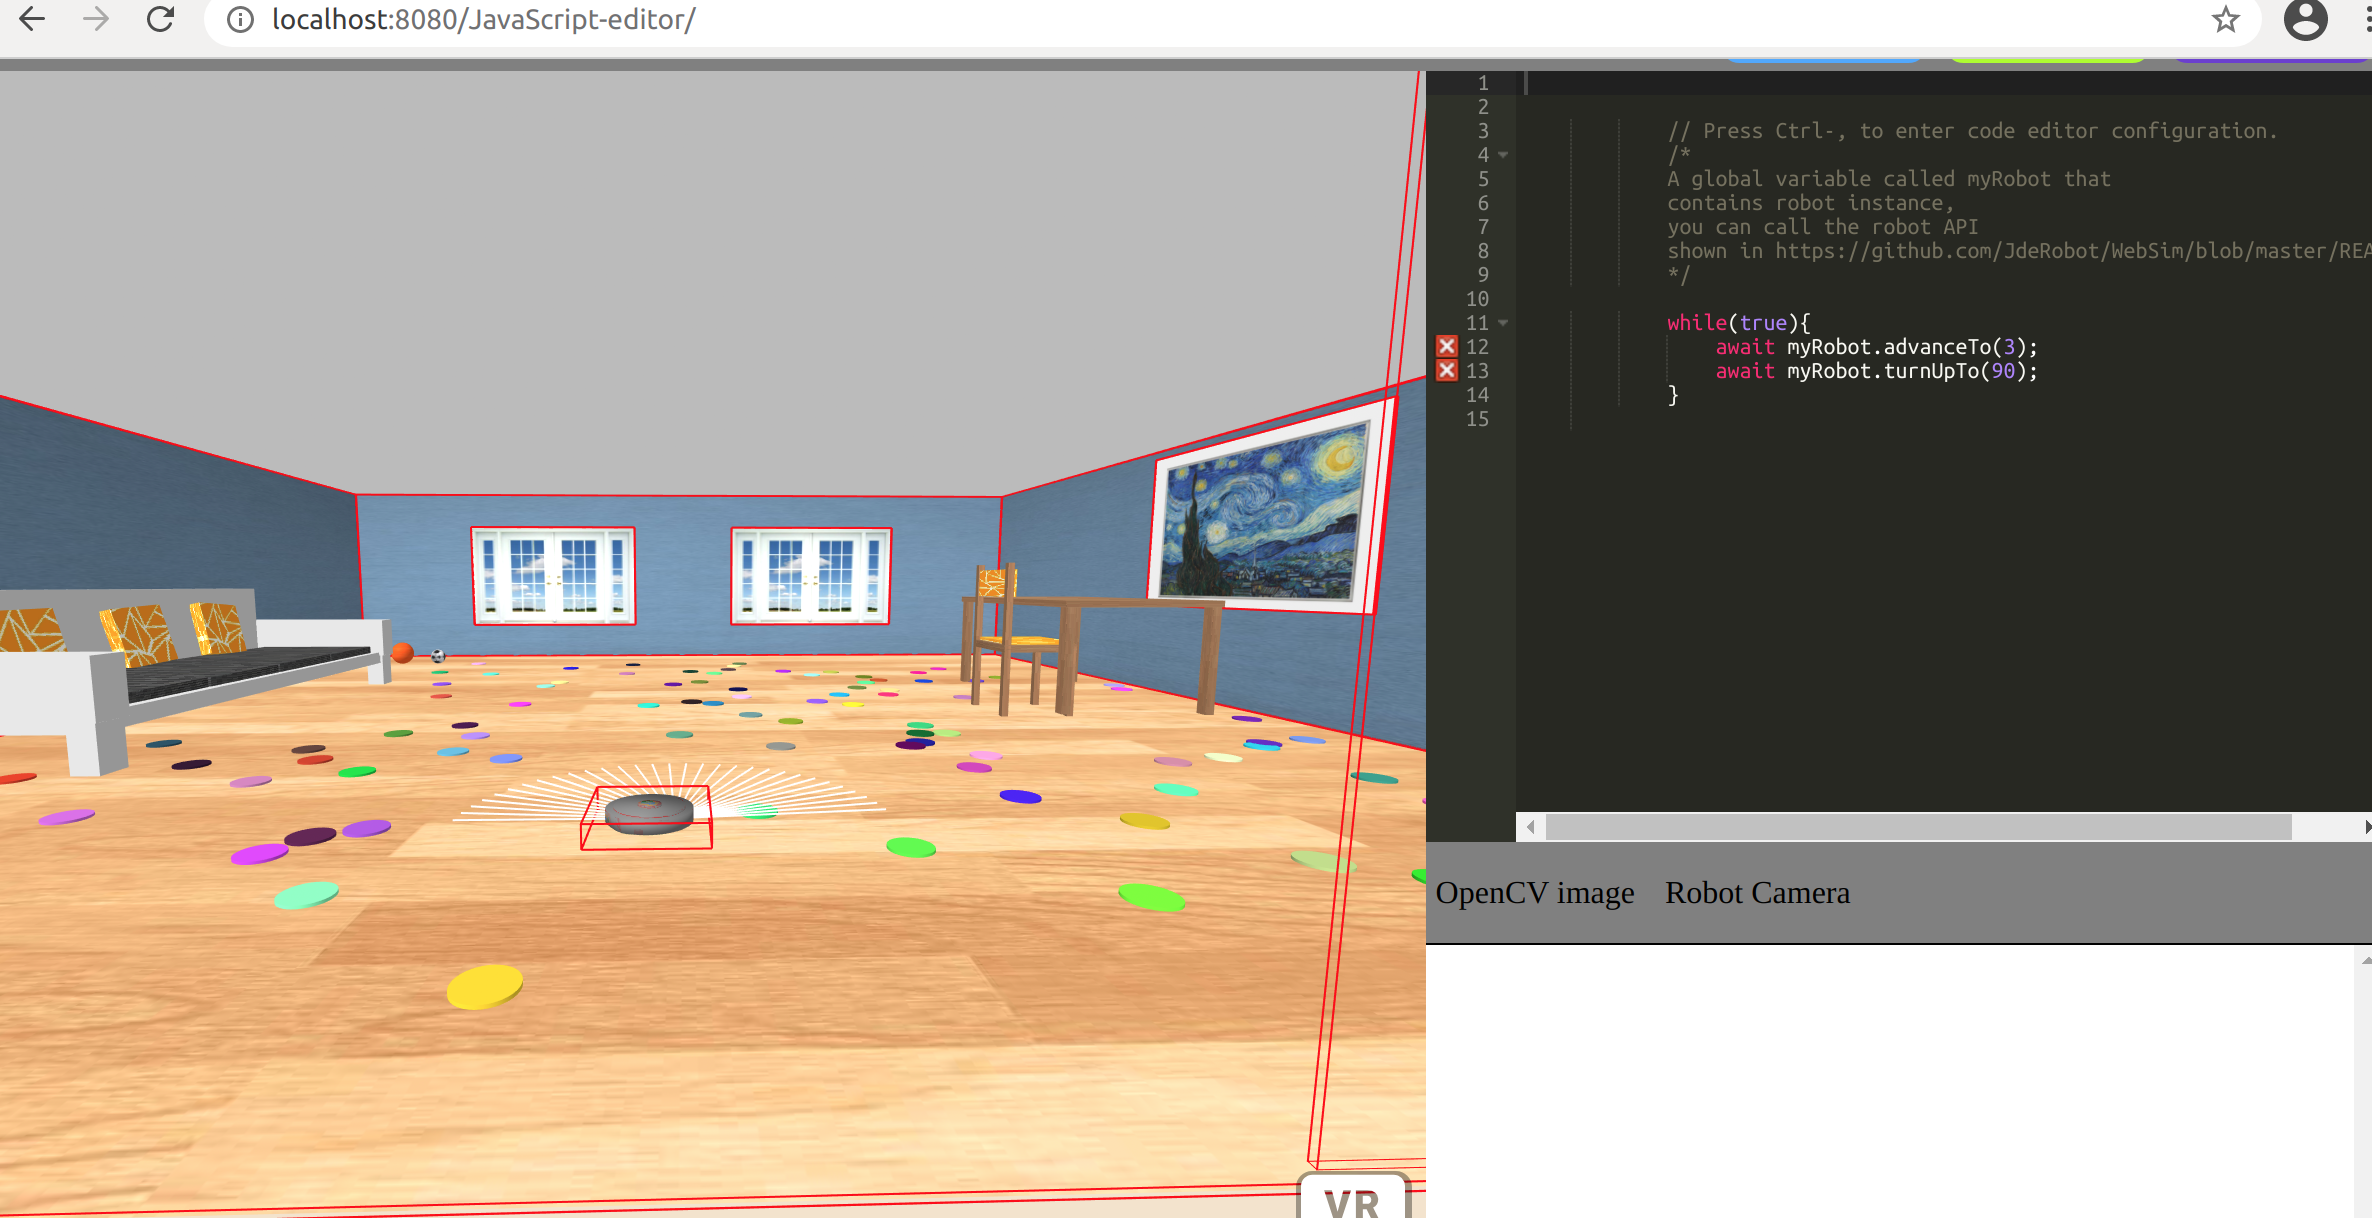 localhost:8080/JavaScript-editor/
1
2
3 // Press Ctrl-, to enter code editor configuration.
4 /*
5 A global variable called myRobot that
6 contains robot instance,
7 you can call the robot API
8 shown in https://github.com/JdeRobot/WebSim/blob/master/REA
9 */
10
11 while(true){
12 await myRobot.advanceTo(3);
13 await myRobot.turnUpTo(90);
14 }
15
OpenCV image Robot Camera
VR